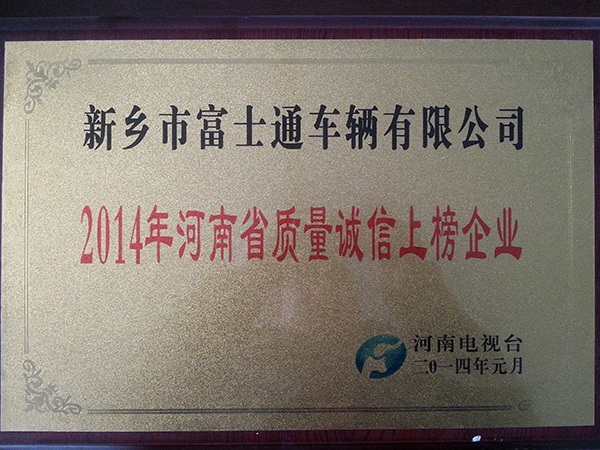 新乡市富士通车辆有限公司
2014年河南省质量诚信上榜企业
河南电视台
二0一四年元月